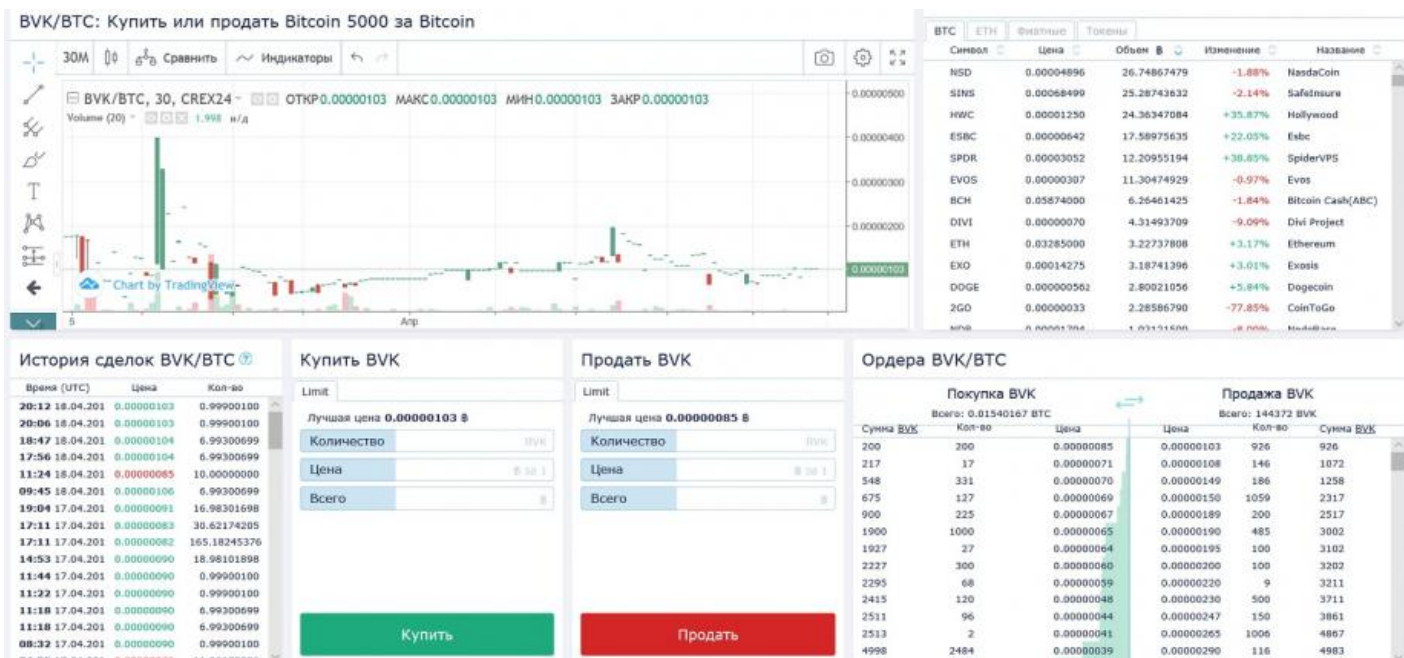 BVK/BTC: Купить или продать Bitcoin 5000 за Bitcoin
30М Сравнить Индикаторы
BVK/BTC, 30, CREX24 ОТКР0.00000103 МАКС0.00000103 МИН0.00000103 ЗАКР0.00000103
Volume (20) 1.998 н/д
0.00000500
0.00000400
0.00000300
0.00000200
0.00000103
Chart by TradingView
5 Апр
BTC ETH Фиатные Токены
Символ Цена Объем ฿ Изменение Название
NSD 0.00004896 26.74867479 -1.88% NasdaCoin
SINS 0.00068499 25.28743632 -2.14% SafeInsure
HWC 0.00001250 24.36347084 +35.87% Hollywood
ESBC 0.00000642 17.58975635 +22.05% Esbc
SPDR 0.00003052 12.20955194 +38.85% SpiderVPS
EVOS 0.00000307 11.30474929 -0.97% Evos
BCH 0.05874000 6.26461425 -1.84% Bitcoin Cash(ABC)
DIVI 0.00000070 4.31493709 -9.09% Divi Project
ETH 0.03285000 3.22737808 +3.17% Ethereum
EXO 0.00014275 3.18741396 +3.01% Exosis
DOGE 0.000000562 2.80021056 +5.84% Dogecoin
2GO 0.00000033 2.28586790 -77.85% CoinToGo
История сделок BVK/BTC
Время (UTC) Цена Кол-во
20:12 18.04.201 0.00000103 0.99900100
20:06 18.04.201 0.00000103 0.99900100
18:47 18.04.201 0.00000104 6.99300699
17:56 18.04.201 0.00000104 6.99300699
11:24 18.04.201 0.00000085 10.00000000
09:45 18.04.201 0.00000106 6.99300699
19:04 17.04.201 0.00000091 16.98301698
17:11 17.04.201 0.00000083 30.62174205
17:11 17.04.201 0.00000082 165.18245376
14:53 17.04.201 0.00000090 18.98101898
11:44 17.04.201 0.00000090 0.99900100
11:22 17.04.201 0.00000090 0.99900100
11:18 17.04.201 0.00000090 6.99300699
11:18 17.04.201 0.00000090 6.99300699
08:32 17.04.201 0.00000090 0.99900100
Купить BVK
Limit
Лучшая цена 0.00000103 ฿
Количество BVK
Цена ฿ за 1
Всего ฿
Купить
Продать BVK
Limit
Лучшая цена 0.00000085 ฿
Количество BVK
Цена ฿ за 1
Всего ฿
Продать
Ордера BVK/BTC
Покупка BVK Продажа BVK
Всего: 0.01540167 BTC Всего: 144372 BVK
Сумма BVK Кол-во Цена Цена Кол-во Сумма BVK
200 200 0.00000085 0.00000103 926 926
217 17 0.00000071 0.00000108 146 1072
548 331 0.00000070 0.00000149 186 1258
675 127 0.00000069 0.00000150 1059 2317
900 225 0.00000067 0.00000189 200 2517
1900 1000 0.00000065 0.00000190 485 3002
1927 27 0.00000064 0.00000195 100 3102
2227 300 0.00000060 0.00000200 100 3202
2295 68 0.00000059 0.00000220 9 3211
2415 120 0.00000048 0.00000230 500 3711
2511 96 0.00000044 0.00000247 150 3861
2513 2 0.00000041 0.00000265 1006 4867
4998 2484 0.00000039 0.00000290 116 4983